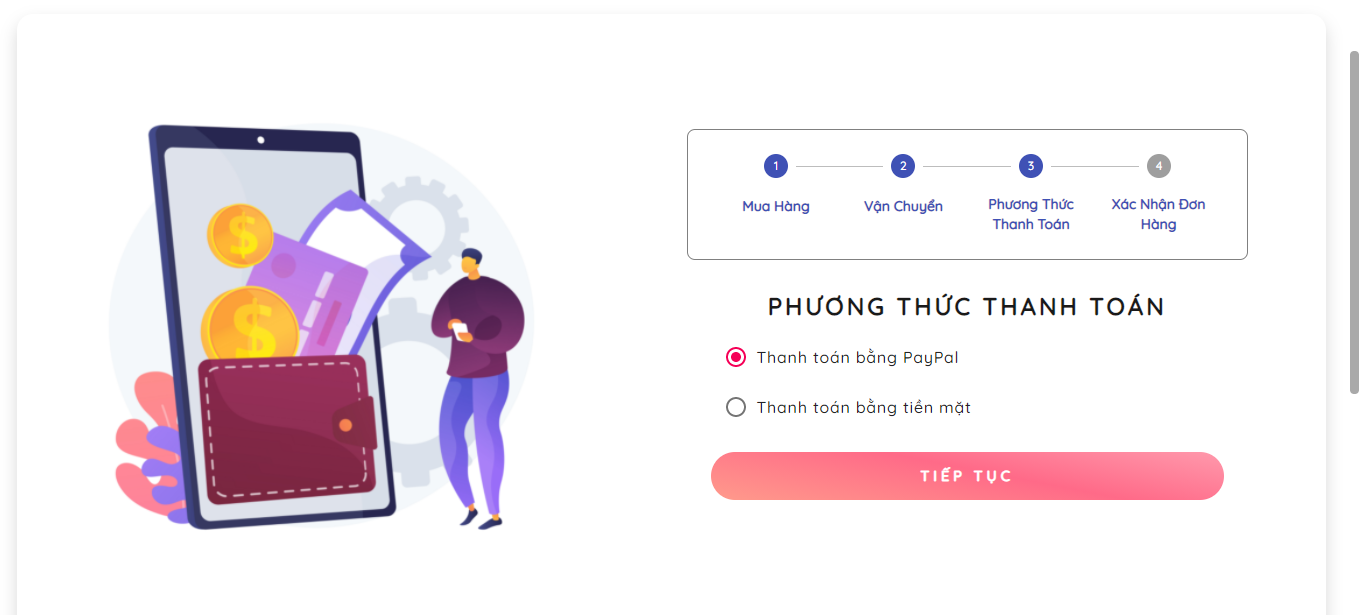 1
2
3
4
Mua Hàng
Vận Chuyển
Phương Thức
Thanh Toán
Xác Nhận Đơn
Hàng
PHƯƠNG THỨC THANH TOÁN
Thanh toán bằng PayPal
Thanh toán bằng tiền mặt
TIẾP TỤC
$
$